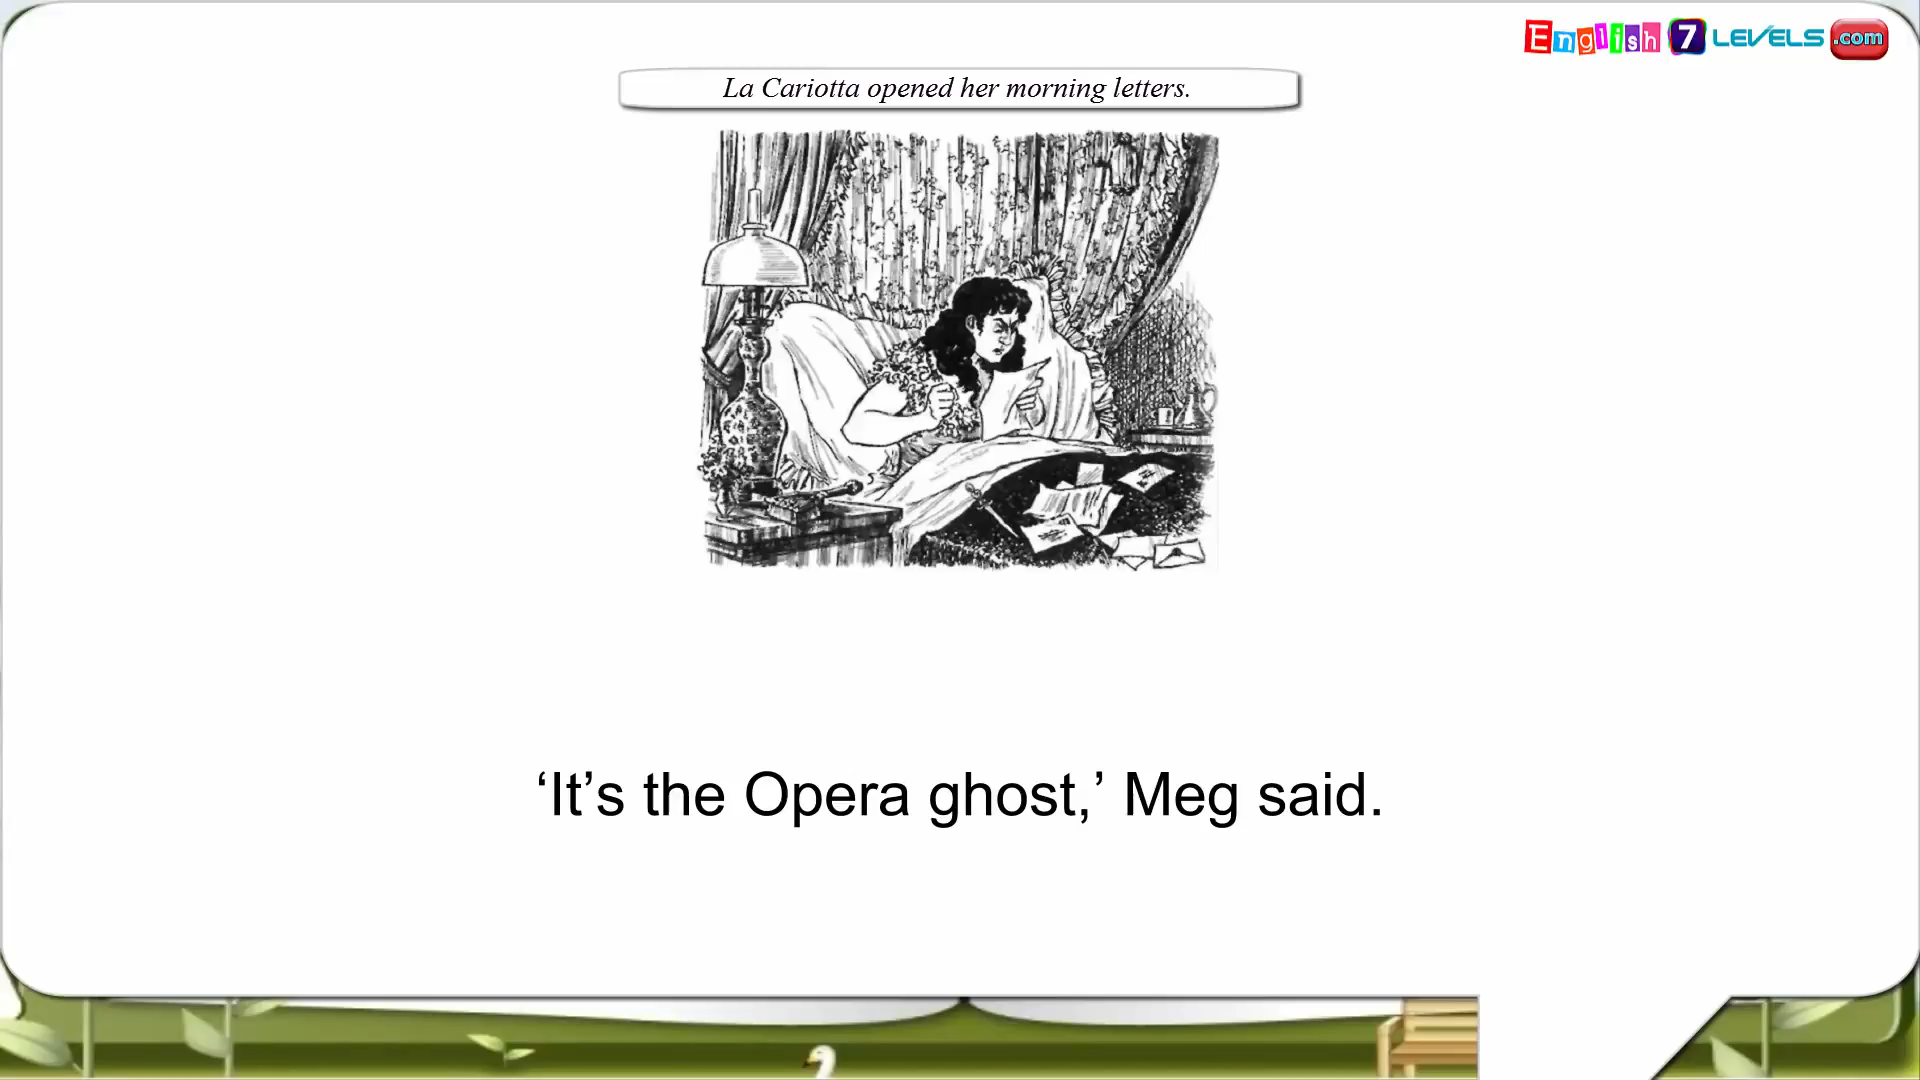 English 7 LEVELS .com
La Cariotta opened her morning letters.
‘It’s the Opera ghost,’ Meg said.